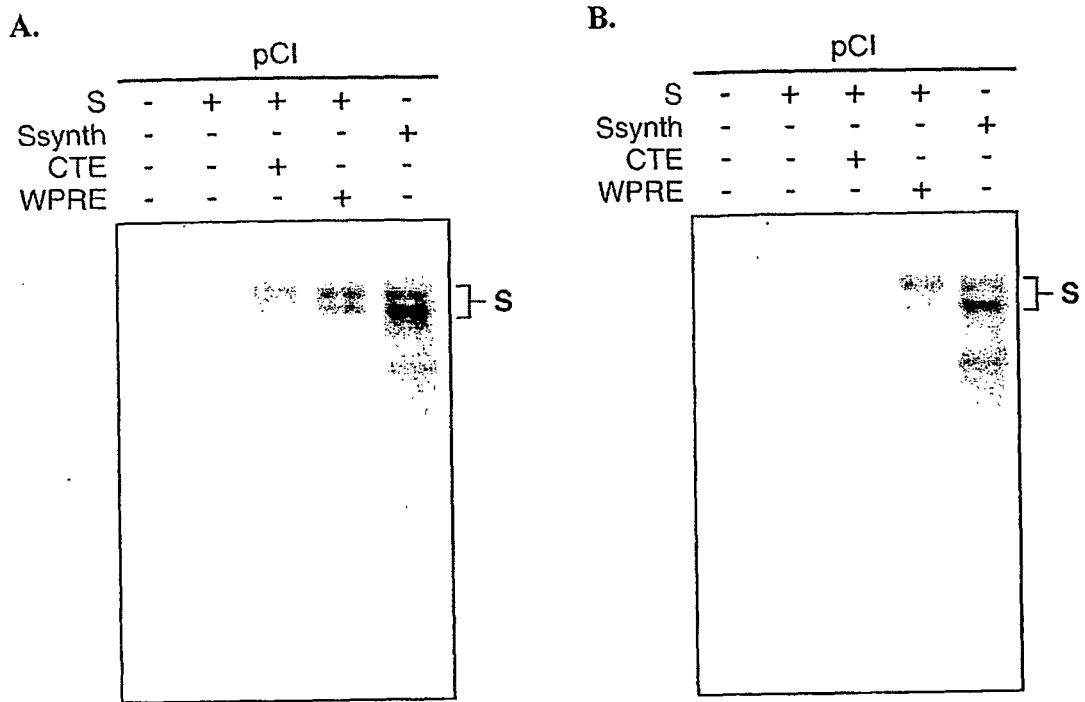 A.
pCI
S - + + + -
Ssynth - - - - +
CTE - - + - -
WPRE - - - + -
S
B.
pCI
S - + + + -
Ssynth - - - - +
CTE - - + - -
WPRE - - - + -
S